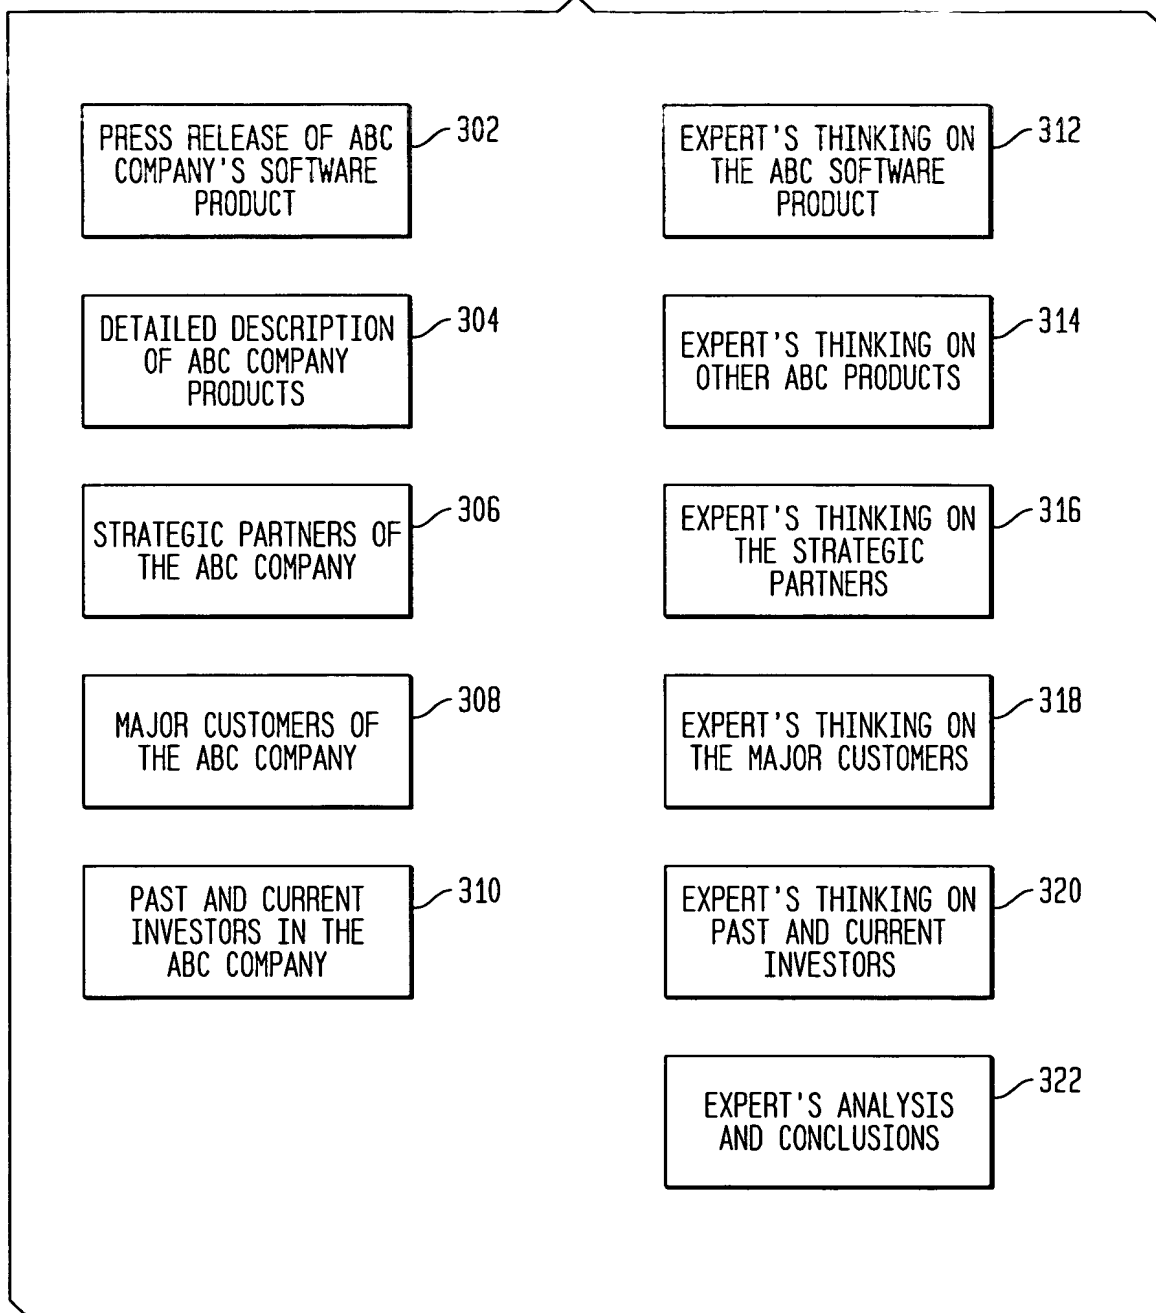 PRESS RELEASE OF ABC
COMPANY'S SOFTWARE
PRODUCT
302
DETAILED DESCRIPTION
OF ABC COMPANY
PRODUCTS
304
STRATEGIC PARTNERS OF
THE ABC COMPANY
306
MAJOR CUSTOMERS OF
THE ABC COMPANY
308
PAST AND CURRENT
INVESTORS IN THE
ABC COMPANY
310
EXPERT'S THINKING ON
THE ABC SOFTWARE
PRODUCT
312
EXPERT'S THINKING ON
OTHER ABC PRODUCTS
314
EXPERT'S THINKING ON
THE STRATEGIC
PARTNERS
316
EXPERT'S THINKING ON
THE MAJOR CUSTOMERS
318
EXPERT'S THINKING ON
PAST AND CURRENT
INVESTORS
320
EXPERT'S ANALYSIS
AND CONCLUSIONS
322